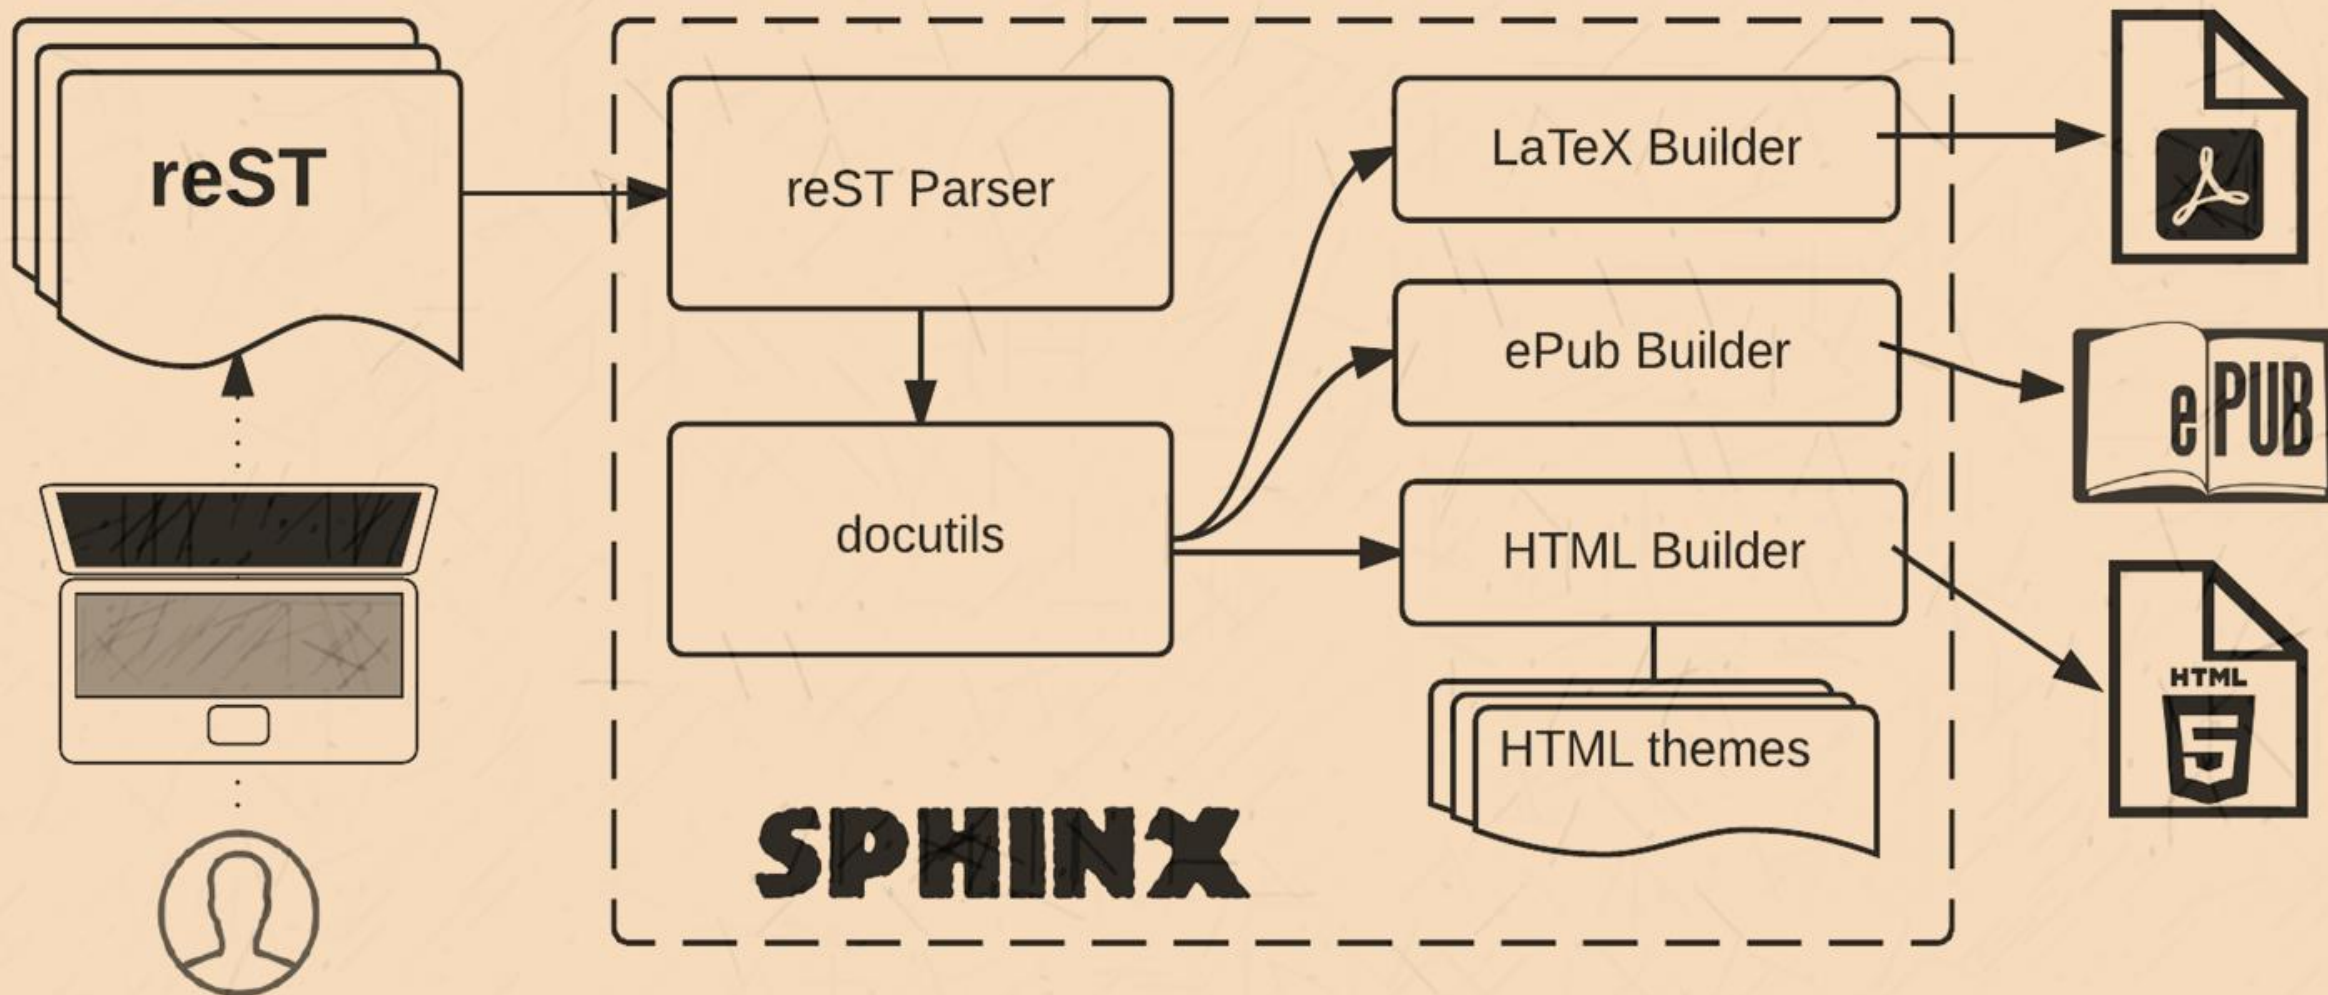 reST
reST Parser
docutils
SPHINX
LaTeX Builder
ePub Builder
HTML Builder
HTML themes
ePUB
HTML
5